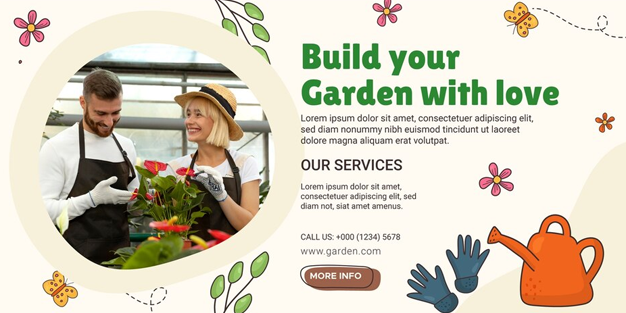 Build your
Garden with love
Lorem ipsum dolor sit amet, consectetuer adipiscing elit,
sed diam nonummy nibh euismod tincidunt ut laoreet
dolore magna aliquam erat volutpat.
OUR SERVICES
Lorem ipsum dolor sit amet,
consectetuer adipiscing elit, sed
diam not, siat amet amenus.
CALL US: +000 (1234) 5678
www.garden.com
MORE INFO